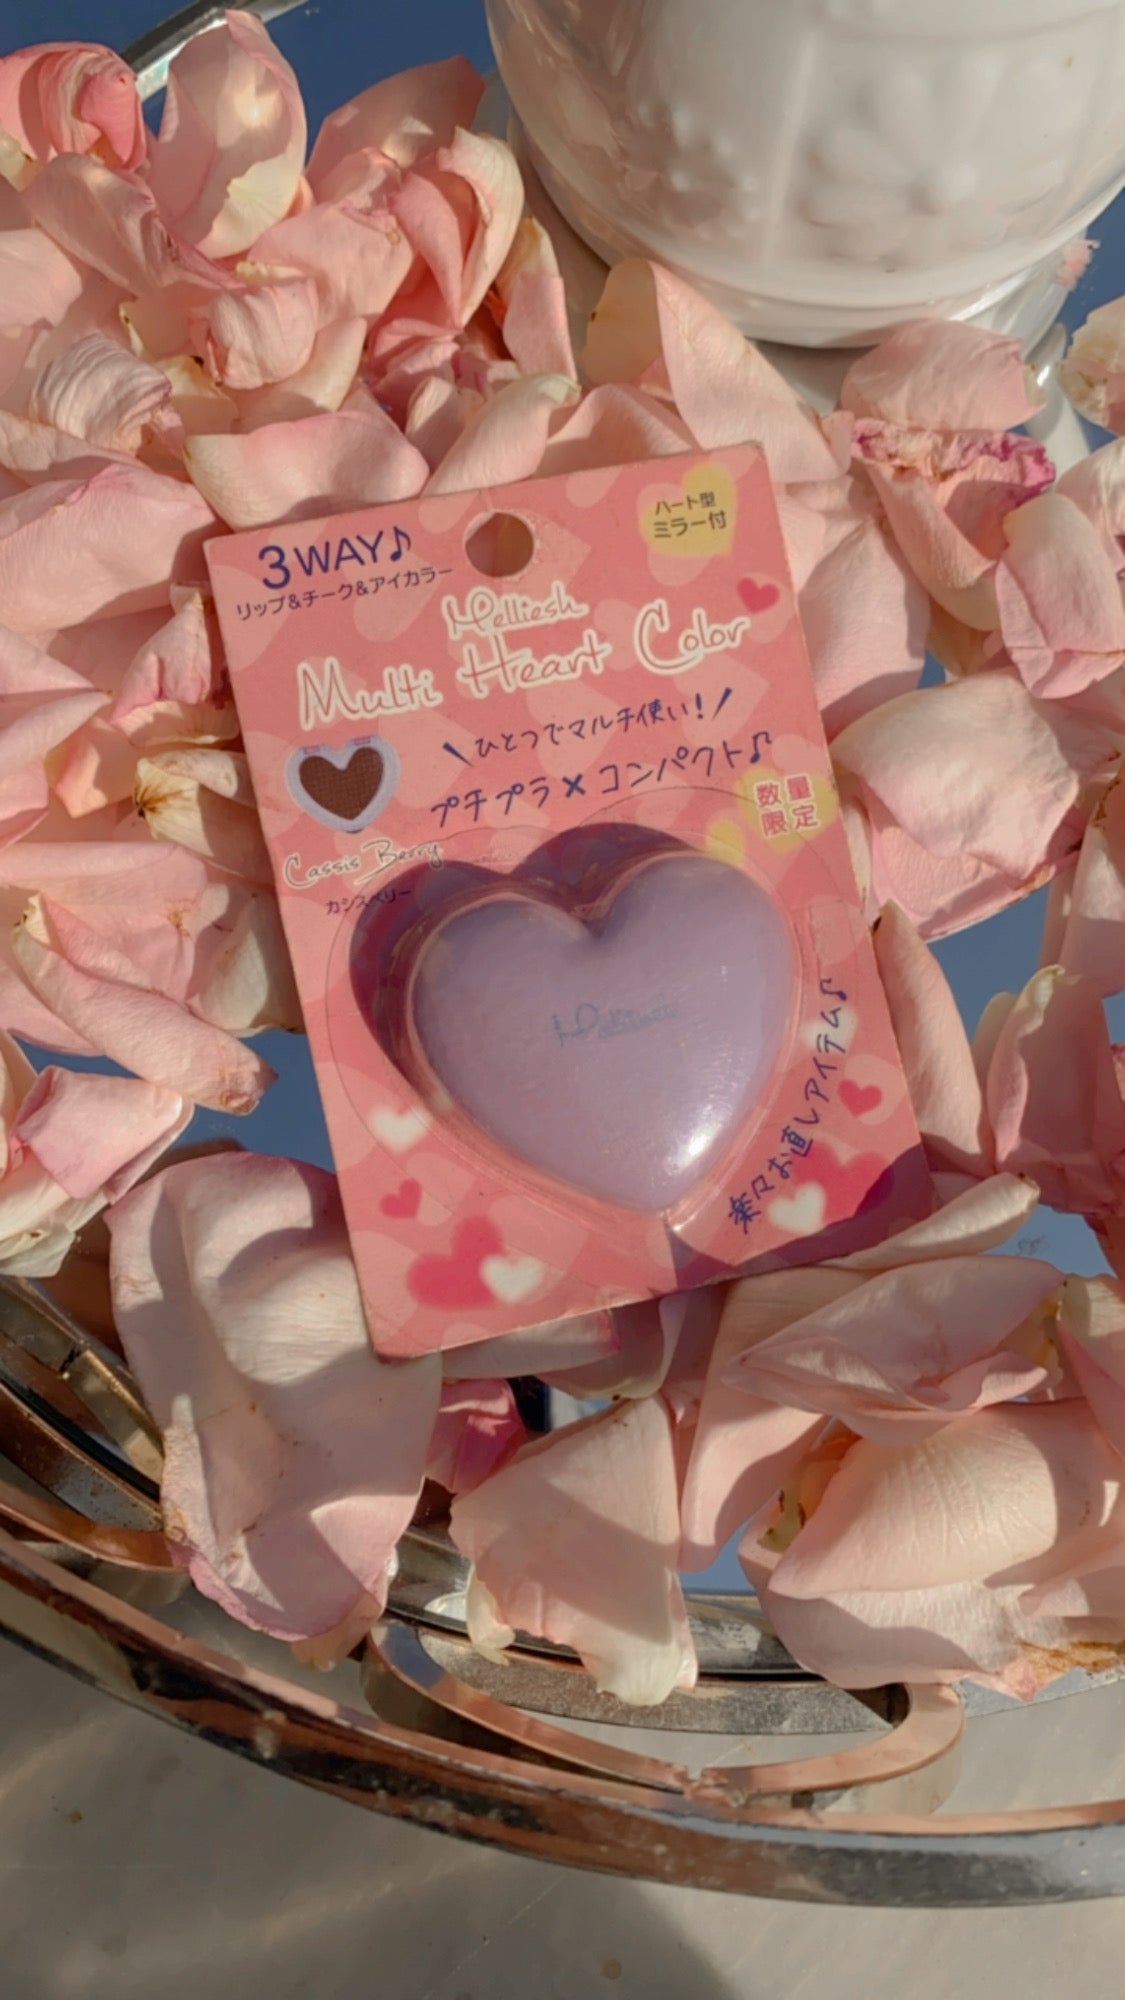 3WAY♪
リップ&チーク&アイカラー
ハート型
ミラー付
Melliesh
Multi Heart Color
\ひとつでマルチ使い!/
プチプラ×コンパクト♪
数量
限定
Cassis Berry
カシスベリー
楽々お直しアイテム♪